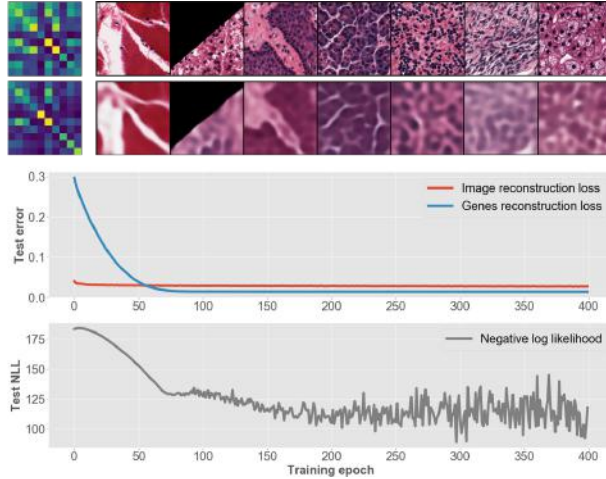 0.3
Image reconstruction loss
Genes reconstruction loss
0.2
0.1
0.0
Test error
0 50 100 150 200 250 300 350 400
175
Negative log likelihood
150
125
100
Test NLL
0 50 100 150 200 250 300 350 400
Training epoch